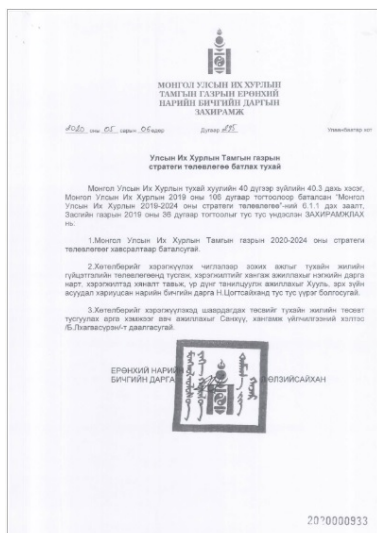 МОНГОЛ УЛСЫН ИХ ХУРЛЫН
ТАМГЫН ГАЗРЫН ЕРӨНХИЙ
НАРИЙН БИЧГИЙН ДАРГЫН
ЗАХИРАМЖ
2020 оны 05 сарын 06 өдөр Дугаар Улаанбаатар хот
Улсын Их Хурлын Тамгын газрын
стратеги төлөвлөгөө батлах тухай
Монгол Улсын Их Хурлын тухай хуулийн 40 дүгээр зүйлийн 40.3 дахь хэсэг,
Монгол Улсын Их Хурлын 2019 оны 106 дугаар тогтоолоор баталсан "Монгол
Улсын Их Хурлын 2019-2024 оны стратеги төлөвлөгөө"-ний 6.1.1 дэх заалт,
Засгийн газрын 2019 оны 38 дугаар тогтоолыг тус тус үндэслэн ЗАХИРАМЖЛАХ
нь:
1.Монгол Улсын Их Хурлын Тамгын газрын 2020-2024 оны стратеги
төлөвлөгөөг хавсралтаар баталсугай.
2.Хөтөлбөрийг хэрэгжүүлэх чиглэлээр зохих ажлыг тухайн жилийн
гүйцэтгэлийн төлөвлөгөөнд тусгаж, хэрэгжилтийг хангаж ажиллахыг нэгжийн дарга
нарт, хэрэгжилтэд хяналт тавьж, үр дүнг танилцуулж ажиллахыг Хууль, эрх зүйн
асуудал хариуцсан нарийн бичгийн дарга Н.Цогтсайханд тус тус үүрэг болгосугай.
3.Хөтөлбөрийг хэрэгжүүлэхэд шаардагдах төсвийг тухайн жилийн төсөвт
тусгуулах арга хэмжээг авч ажиллахыг Санхүү, хангамж үйлчилгээний хэлтэс
/Б.Лхагвасүрэн/-т даалгасугай.
ЕРӨНХИЙ НАРИЙН
БИЧГИЙН ДАРГА Л.ӨЛЗИЙСАЙХАН
2020000933